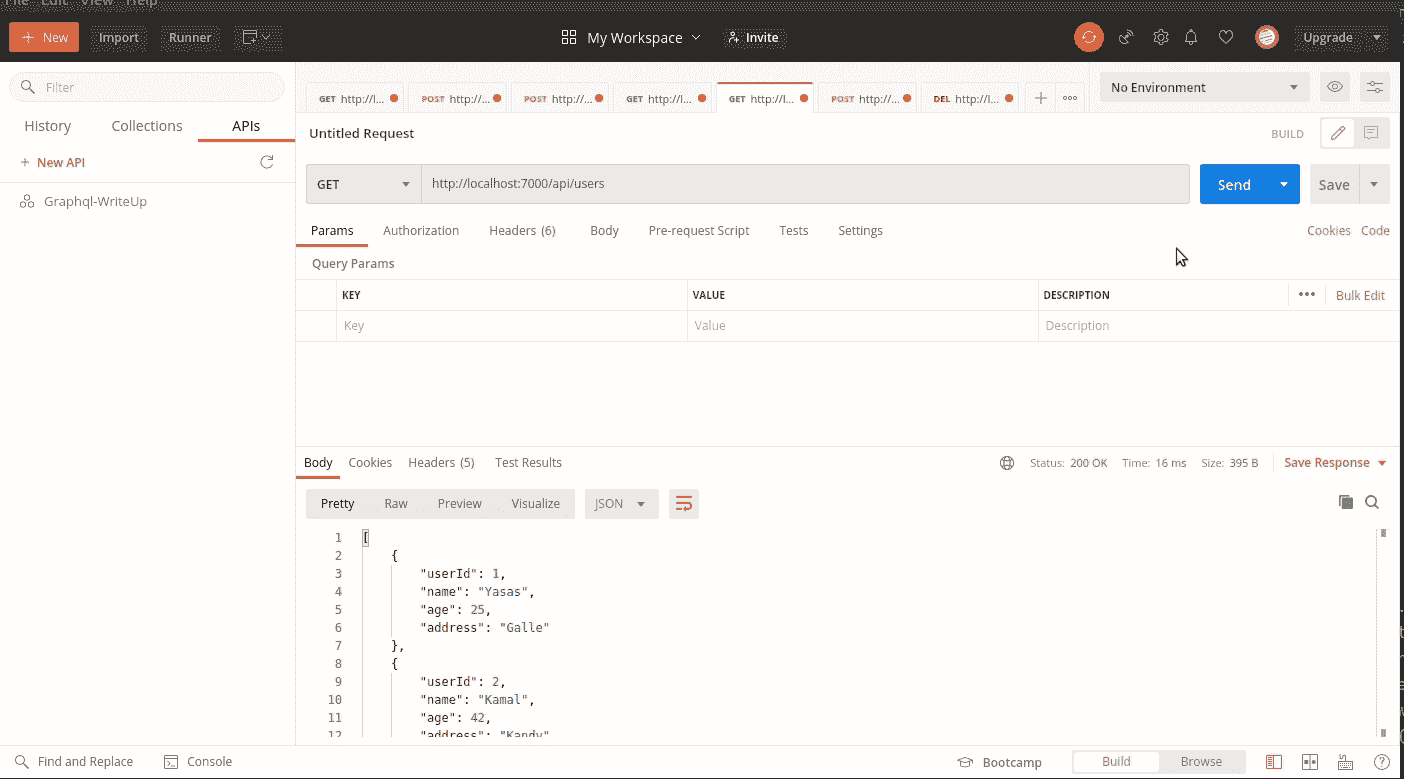 File Edit View Help
+ New Import Runner My Workspace Invite Upgrade
Filter
History Collections APIs
+ New API
Graphql-WriteUp
GET http://l... POST http://... POST http://... GET http://l... GET http://l... POST http://... DEL http://l... No Environment
Untitled Request BUILD
GET http://localhost:7000/api/users Send Save
Params Authorization Headers (6) Body Pre-request Script Tests Settings Cookies Code
Query Params
KEY VALUE DESCRIPTION Bulk Edit
Key Value Description
Body Cookies Headers (5) Test Results Status: 200 OK Time: 16 ms Size: 395 B Save Response
Pretty Raw Preview Visualize JSON
1 [
2 {
3 "userId": 1,
4 "name": "Yasas",
5 "age": 25,
6 "address": "Galle"
7 },
8 {
9 "userId": 2,
10 "name": "Kamal",
11 "age": 42,
12 "address": "Kandy"
Find and Replace Console Bootcamp Build Browse